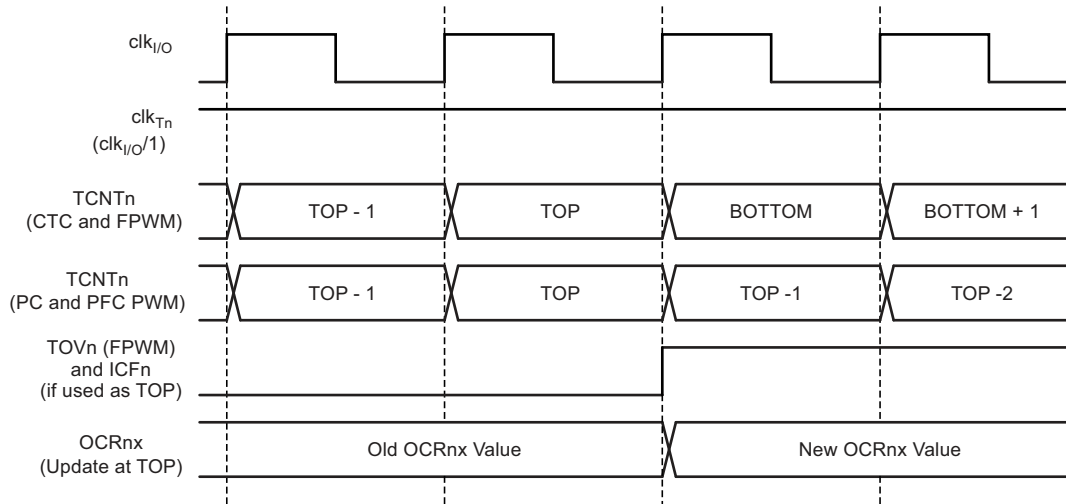 clkI/O
clkTn
(clkI/O/1)
TCNTn
(CTC and FPWM)
TOP - 1
TOP
BOTTOM
BOTTOM + 1
TCNTn
(PC and PFC PWM)
TOP - 1
TOP
TOP -1
TOP -2
TOVn (FPWM)
and ICFn
(if used as TOP)
OCRnx
(Update at TOP)
Old OCRnx Value
New OCRnx Value